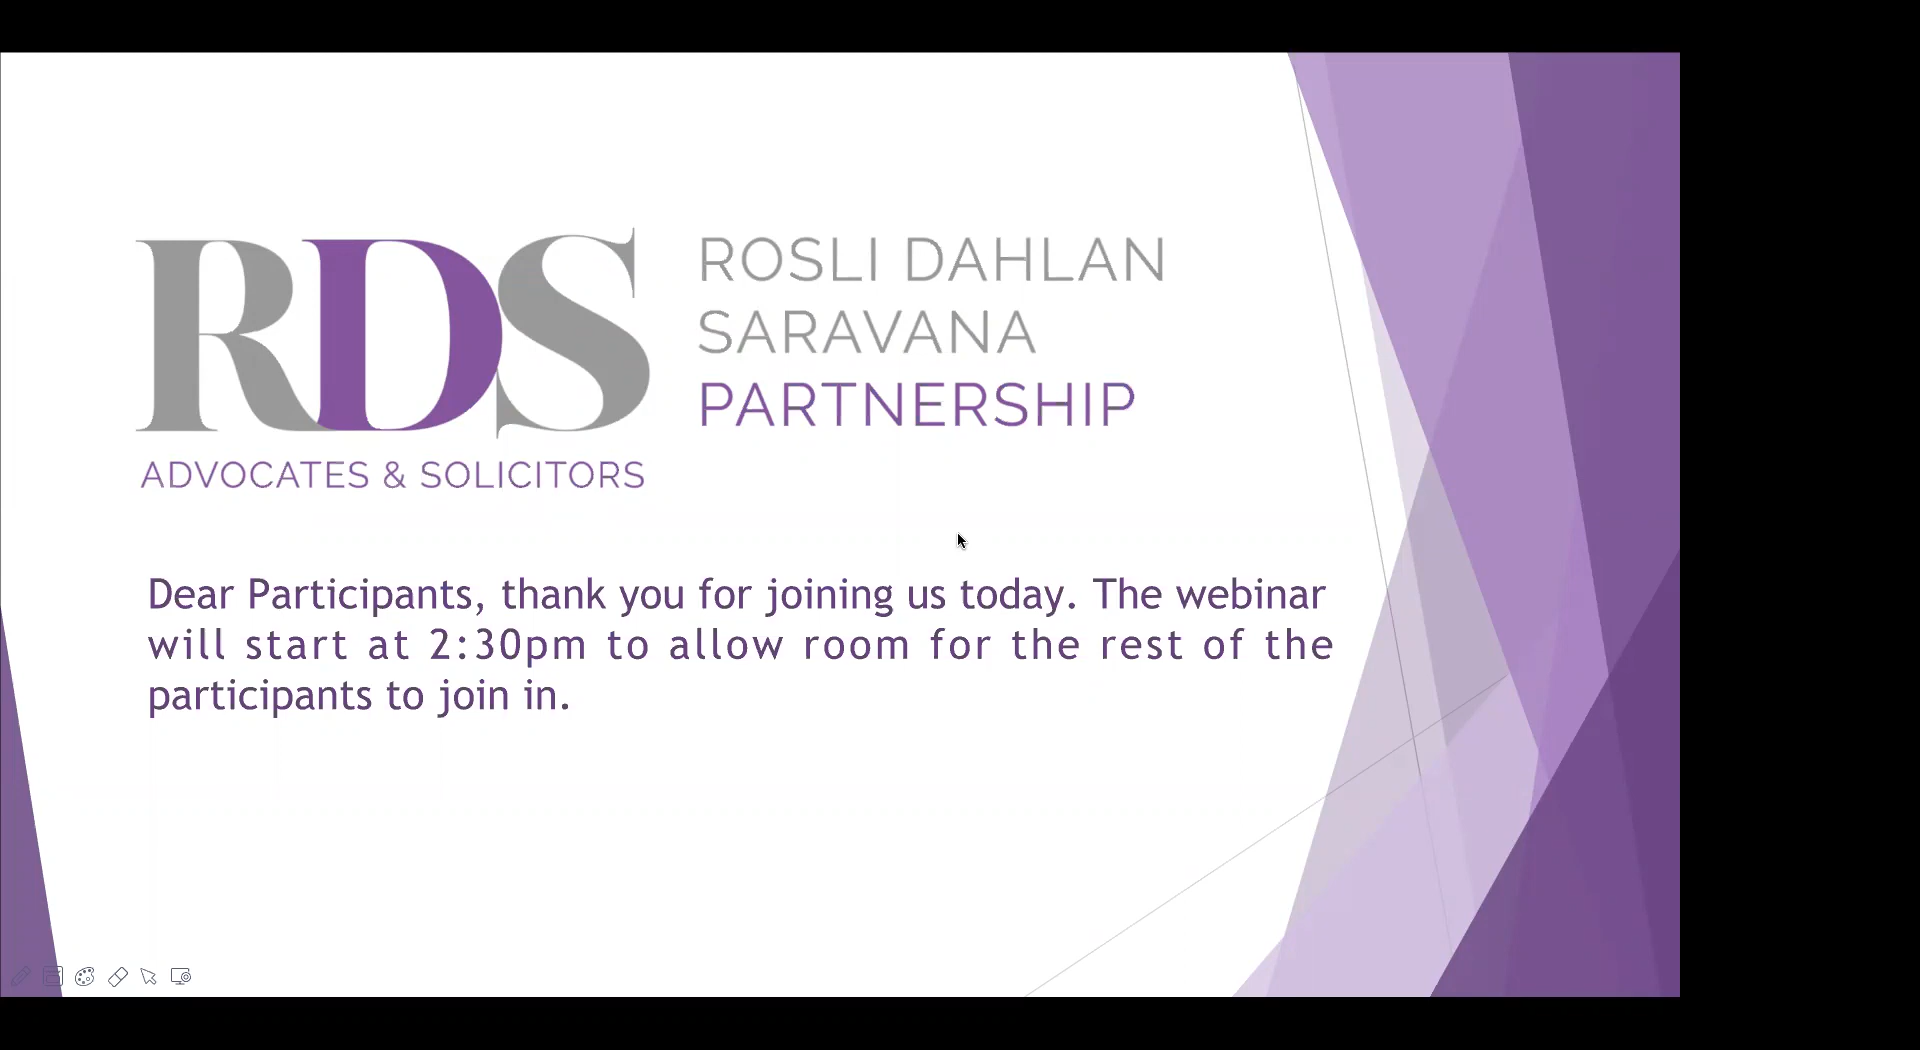 RDS
ROSLI DAHLAN
SARAVANA
PARTNERSHIP
ADVOCATES & SOLICITORS
Dear Participants, thank you for joining us today. The webinar
will start at 2:30pm to allow room for the rest of the
participants to join in.